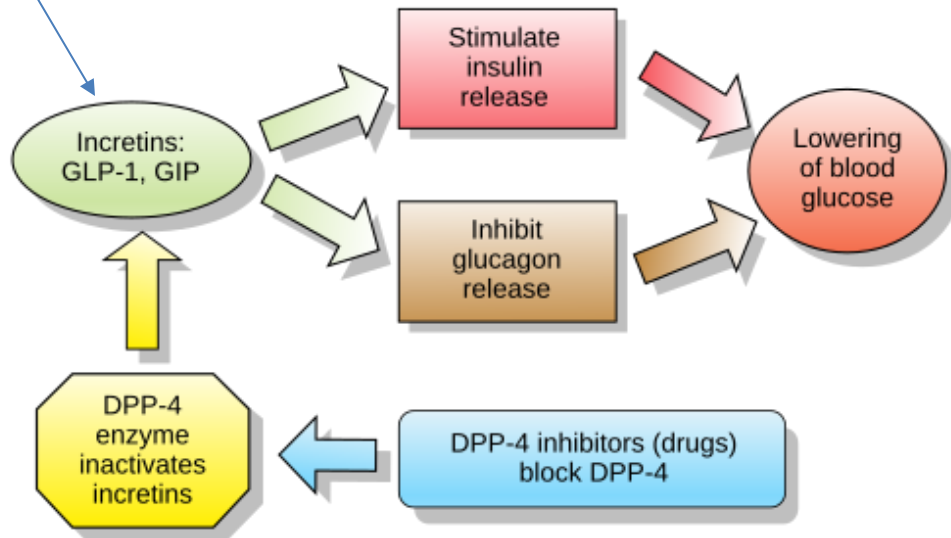 Stimulate
insulin
release
Incretins:
GLP-1, GIP
Lowering
of blood
glucose
Inhibit
glucagon
release
DPP-4
enzyme
inactivates
incretins
DPP-4 inhibitors (drugs)
block DPP-4